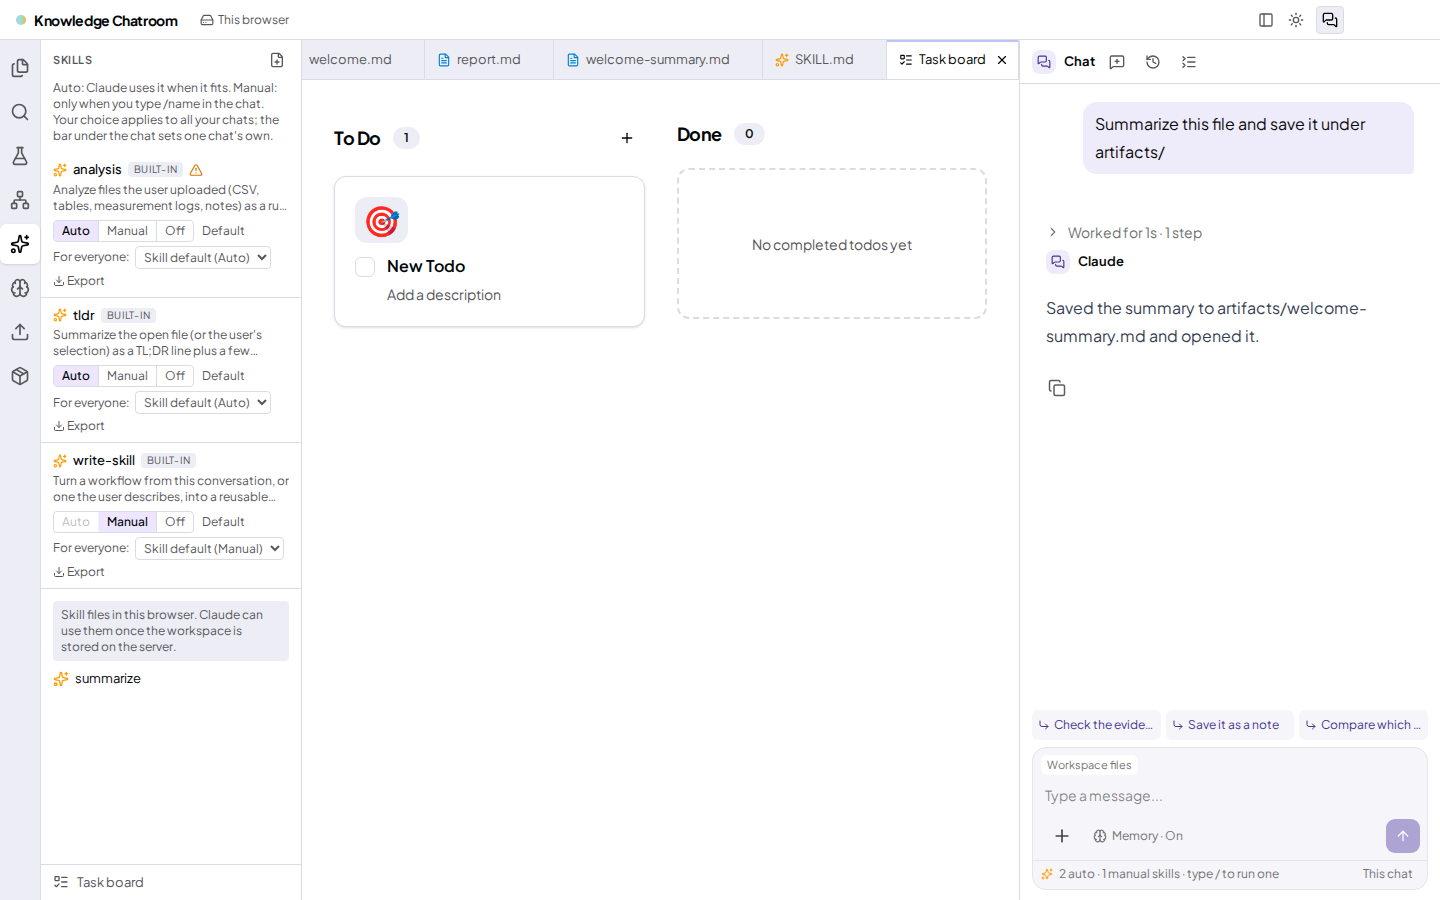 Knowledge Chatroom
This browser
SKILLS
Auto: Claude uses it when it fits. Manual:
only when you type /name in the chat.
Your choice applies to all your chats; the
bar under the chat sets one chat's own.
analysis BUILT-IN
Analyze files the user uploaded (CSV,
tables, measurement logs, notes) as a ru…
Auto Manual Off Default
For everyone: Skill default (Auto)
Export
tldr BUILT-IN
Summarize the open file (or the user's
selection) as a TL;DR line plus a few…
Auto Manual Off Default
For everyone: Skill default (Auto)
Export
write-skill BUILT-IN
Turn a workflow from this conversation, or
one the user describes, into a reusable…
Auto Manual Off Default
For everyone: Skill default (Manual)
Export
Skill files in this browser. Claude can
use them once the workspace is
stored on the server.
summarize
Task board
welcome.md report.md welcome-summary.md SKILL.md Task board
To Do 1
New Todo
Add a description
Done 0
No completed todos yet
Chat
Summarize this file and save it under
artifacts/
Worked for 1s · 1 step
Claude
Saved the summary to artifacts/welcome-
summary.md and opened it.
Check the evide… Save it as a note Compare which …
Workspace files
Type a message...
Memory · On
2 auto · 1 manual skills · type / to run one This chat